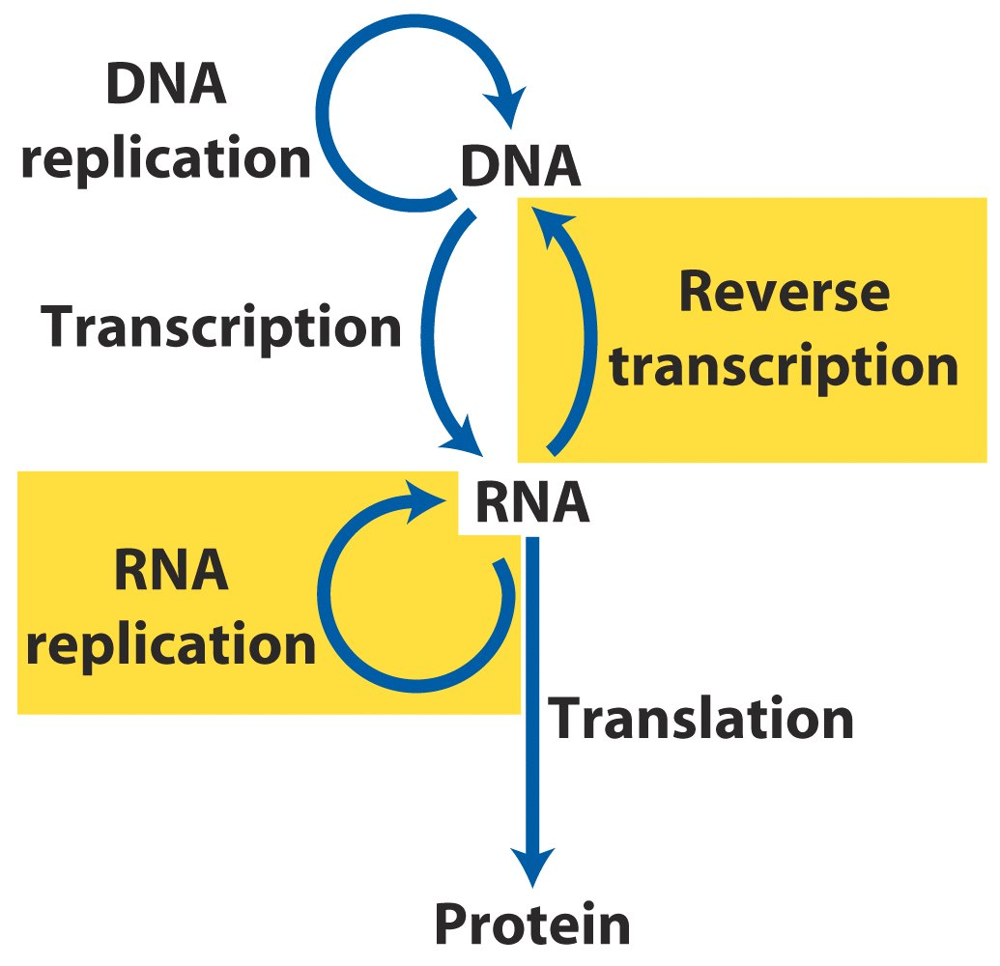 DNA
replication
DNA
Transcription
Reverse
transcription
RNA
RNA
replication
Translation
Protein